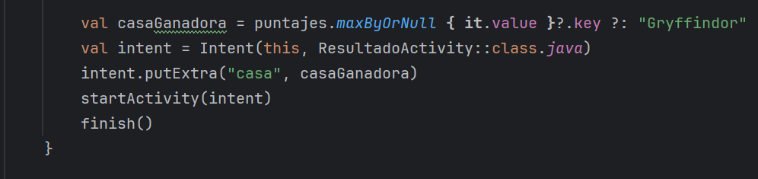 val casaGanadora = puntajes.maxByOrNull { it.value }?.key ?: "Gryffindor"
val intent = Intent(this, ResultadoActivity::class.java)
intent.putExtra("casa", casaGanadora)
startActivity(intent)
finish()
}